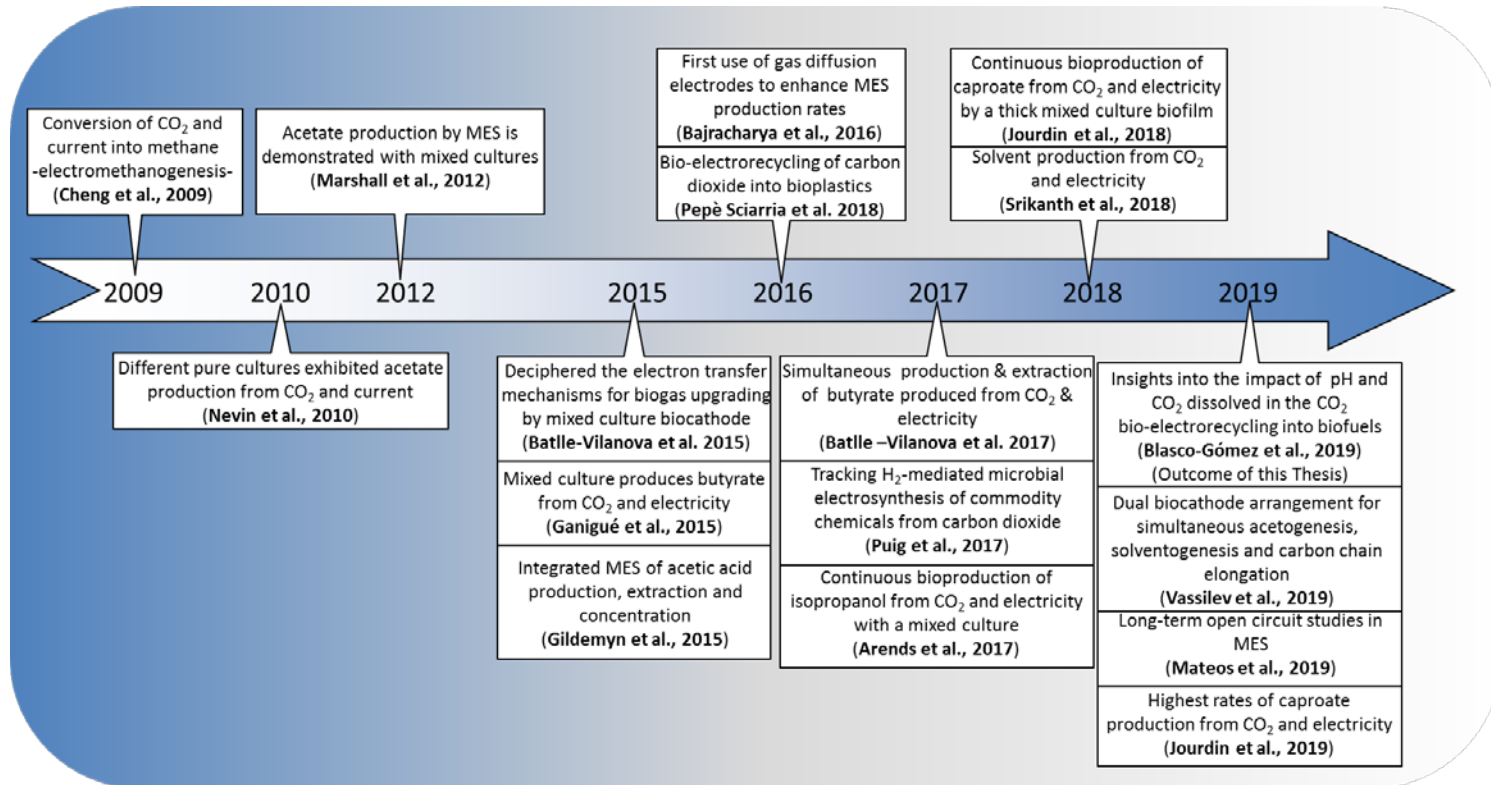 Conversion of CO₂ and
current into methane
-electromethanogenesis-
(Cheng et al., 2009)
Acetate production by MES is
demonstrated with mixed cultures
(Marshall et al., 2012)
First use of gas diffusion
electrodes to enhance MES
production rates
(Bajracharya et al., 2016)
Bio-electrorecycling of carbon
dioxide into bioplastics
(Pepè Sciarria et al. 2018)
Continuous bioproduction of
caproate from CO₂ and electricity
by a thick mixed culture biofilm
(Jourdin et al., 2018)
Solvent production from CO₂
and electricity
(Srikanth et al., 2018)
2009 2010 2012 2015 2016 2017 2018 2019
Different pure cultures exhibited acetate
production from CO₂ and current
(Nevin et al., 2010)
Deciphered the electron transfer
mechanisms for biogas upgrading
by mixed culture biocathode
(Batlle-Vilanova et al. 2015)
Mixed culture produces butyrate
from CO₂ and electricity
(Ganigué et al., 2015)
Integrated MES of acetic acid
production, extraction and
concentration
(Gildemyn et al., 2015)
Simultaneous production & extraction
of butyrate produced from CO₂ &
electricity
(Batlle –Vilanova et al. 2017)
Tracking H₂-mediated microbial
electrosynthesis of commodity
chemicals from carbon dioxide
(Puig et al., 2017)
Continuous bioproduction of
isopropanol from CO₂ and electricity
with a mixed culture
(Arends et al., 2017)
Insights into the impact of pH and
CO₂ dissolved in the CO₂
bio-electrorecycling into biofuels
(Blasco-Gómez et al., 2019)
(Outcome of this Thesis)
Dual biocathode arrangement for
simultaneous acetogenesis,
solventogenesis and carbon chain
elongation
(Vassilev et al., 2019)
Long-term open circuit studies in
MES
(Mateos et al., 2019)
Highest rates of caproate
production from CO₂ and electricity
(Jourdin et al., 2019)